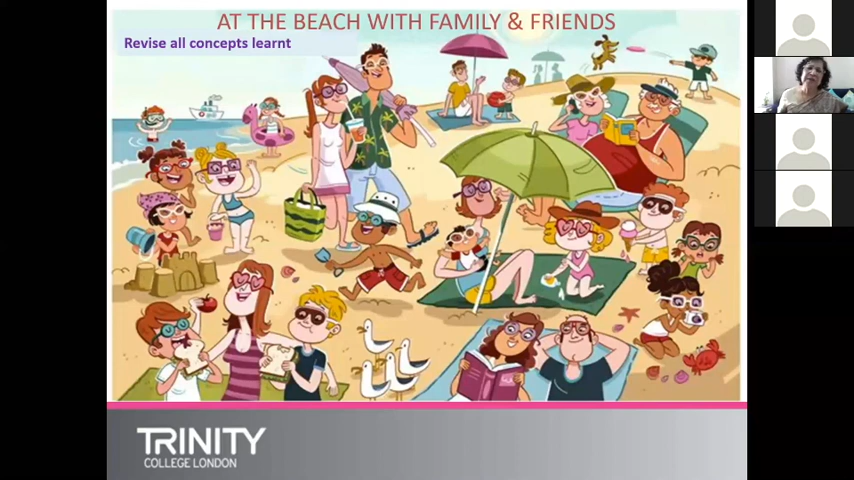 AT THE BEACH WITH FAMILY & FRIENDS
Revise all concepts learnt
TRINITY
COLLEGE LONDON